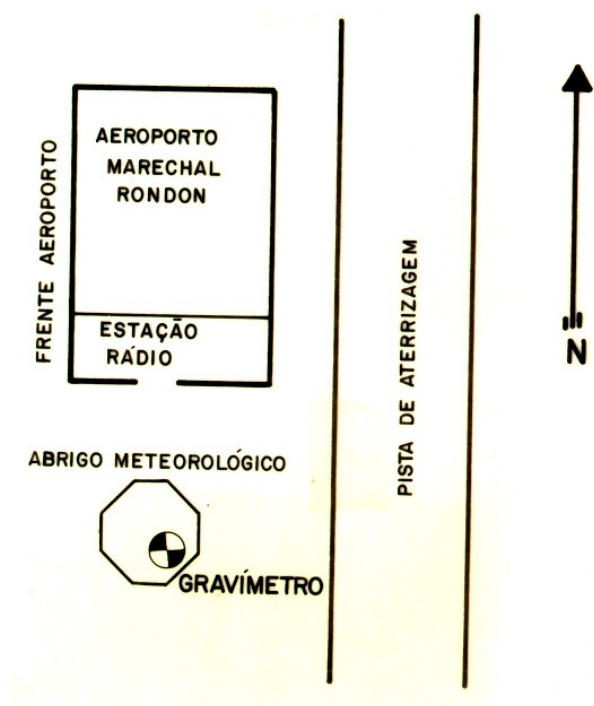 AEROPORTO
MARECHAL
RONDON
FRENTE AEROPORTO
ESTAÇÃO
RÁDIO
PISTA DE ATERRIZAGEM
N
ABRIGO METEOROLÓGICO
GRAVÍMETRO